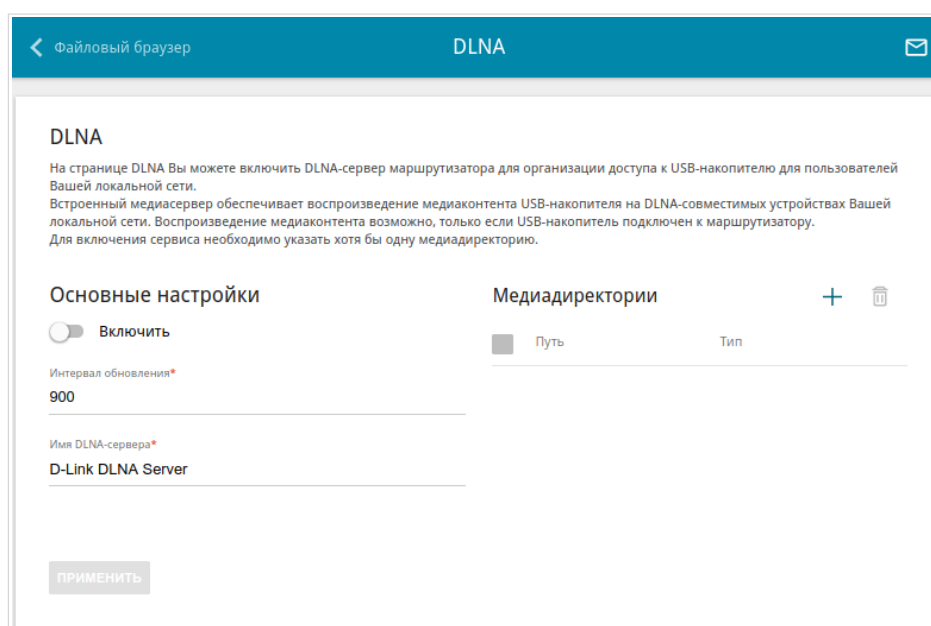 Файловый браузер
DLNA
DLNA
На странице DLNA Вы можете включить DLNA-сервер маршрутизатора для организации доступа к USB-накопителю для пользователей
Вашей локальной сети.
Встроенный медиасервер обеспечивает воспроизведение медиаконтента USB-накопителя на DLNA-совместимых устройствах Вашей
локальной сети. Воспроизведение медиаконтента возможно, только если USB-накопитель подключен к маршрутизатору.
Для включения сервиса необходимо указать хотя бы одну медиадиректорию.
Основные настройки
Включить
Интервал обновления*
900
Имя DLNA-сервера*
D-Link DLNA Server
ПРИМЕНИТЬ
Медиадиректории
Путь Тип